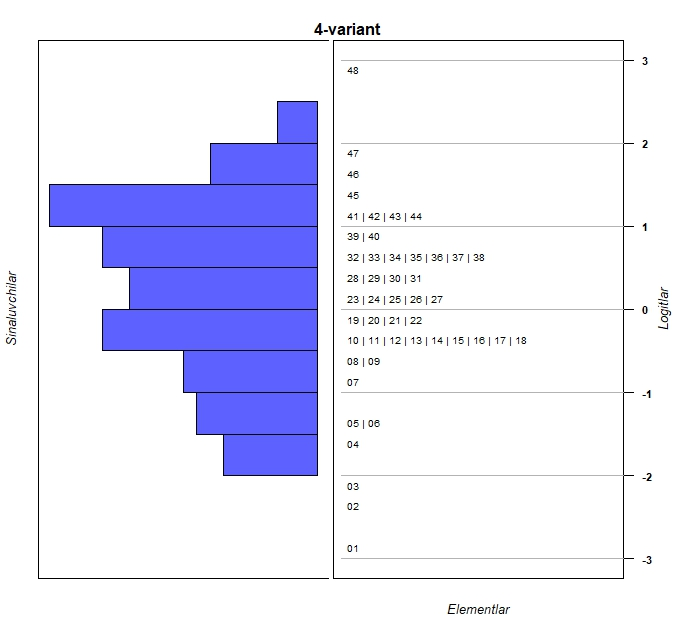 4-variant
3
48
2
47
46
45
41 | 42 | 43 | 44
1
39 | 40
32 | 33 | 34 | 35 | 36 | 37 | 38
28 | 29 | 30 | 31
23 | 24 | 25 | 26 | 27
0
19 | 20 | 21 | 22
10 | 11 | 12 | 13 | 14 | 15 | 16 | 17 | 18
08 | 09
07
-1
05 | 06
04
-2
03
02
01
-3
Sinaluvchilar
Logitlar
Elementlar